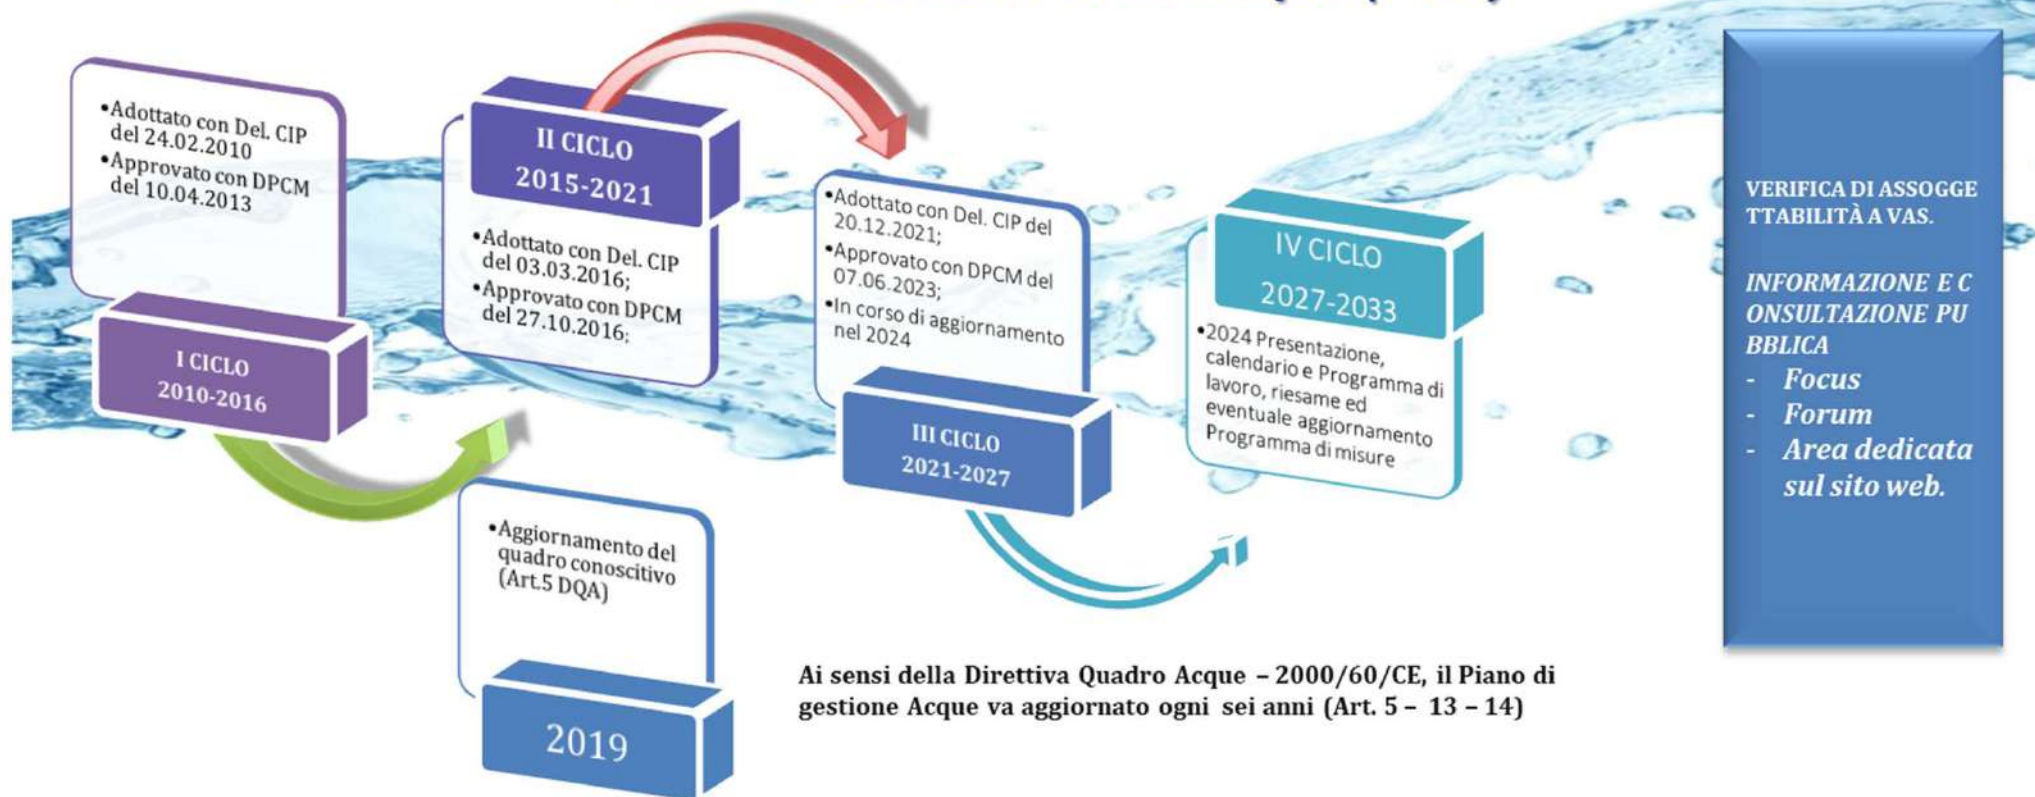 •Adottato con Del. CIP
del 24.02.2010
•Approvato con DPCM
del 10.04.2013
I CICLO
2010-2016
II CICLO
2015-2021
•Adottato con Del. CIP
del 03.03.2016;
•Approvato con DPCM
del 27.10.2016;
•Aggiornamento del
quadro conoscitivo
(Art.5 DQA)
2019
•Adottato con Del. CIP del
20.12.2021;
•Approvato con DPCM del
07.06.2023;
•In corso di aggiornamento
nel 2024
III CICLO
2021-2027
IV CICLO
2027-2033
•2024 Presentazione,
calendario e Programma di
lavoro, riesame ed
eventuale aggiornamento
Programma di misure
Ai sensi della Direttiva Quadro Acque – 2000/60/CE, il Piano di
gestione Acque va aggiornato ogni sei anni (Art. 5 – 13 – 14)
VERIFICA DI ASSOGGE
TTABILITÀ A VAS.
INFORMAZIONE E C
ONSULTAZIONE PU
BBLICA
- Focus
- Forum
- Area dedicata
sul sito web.